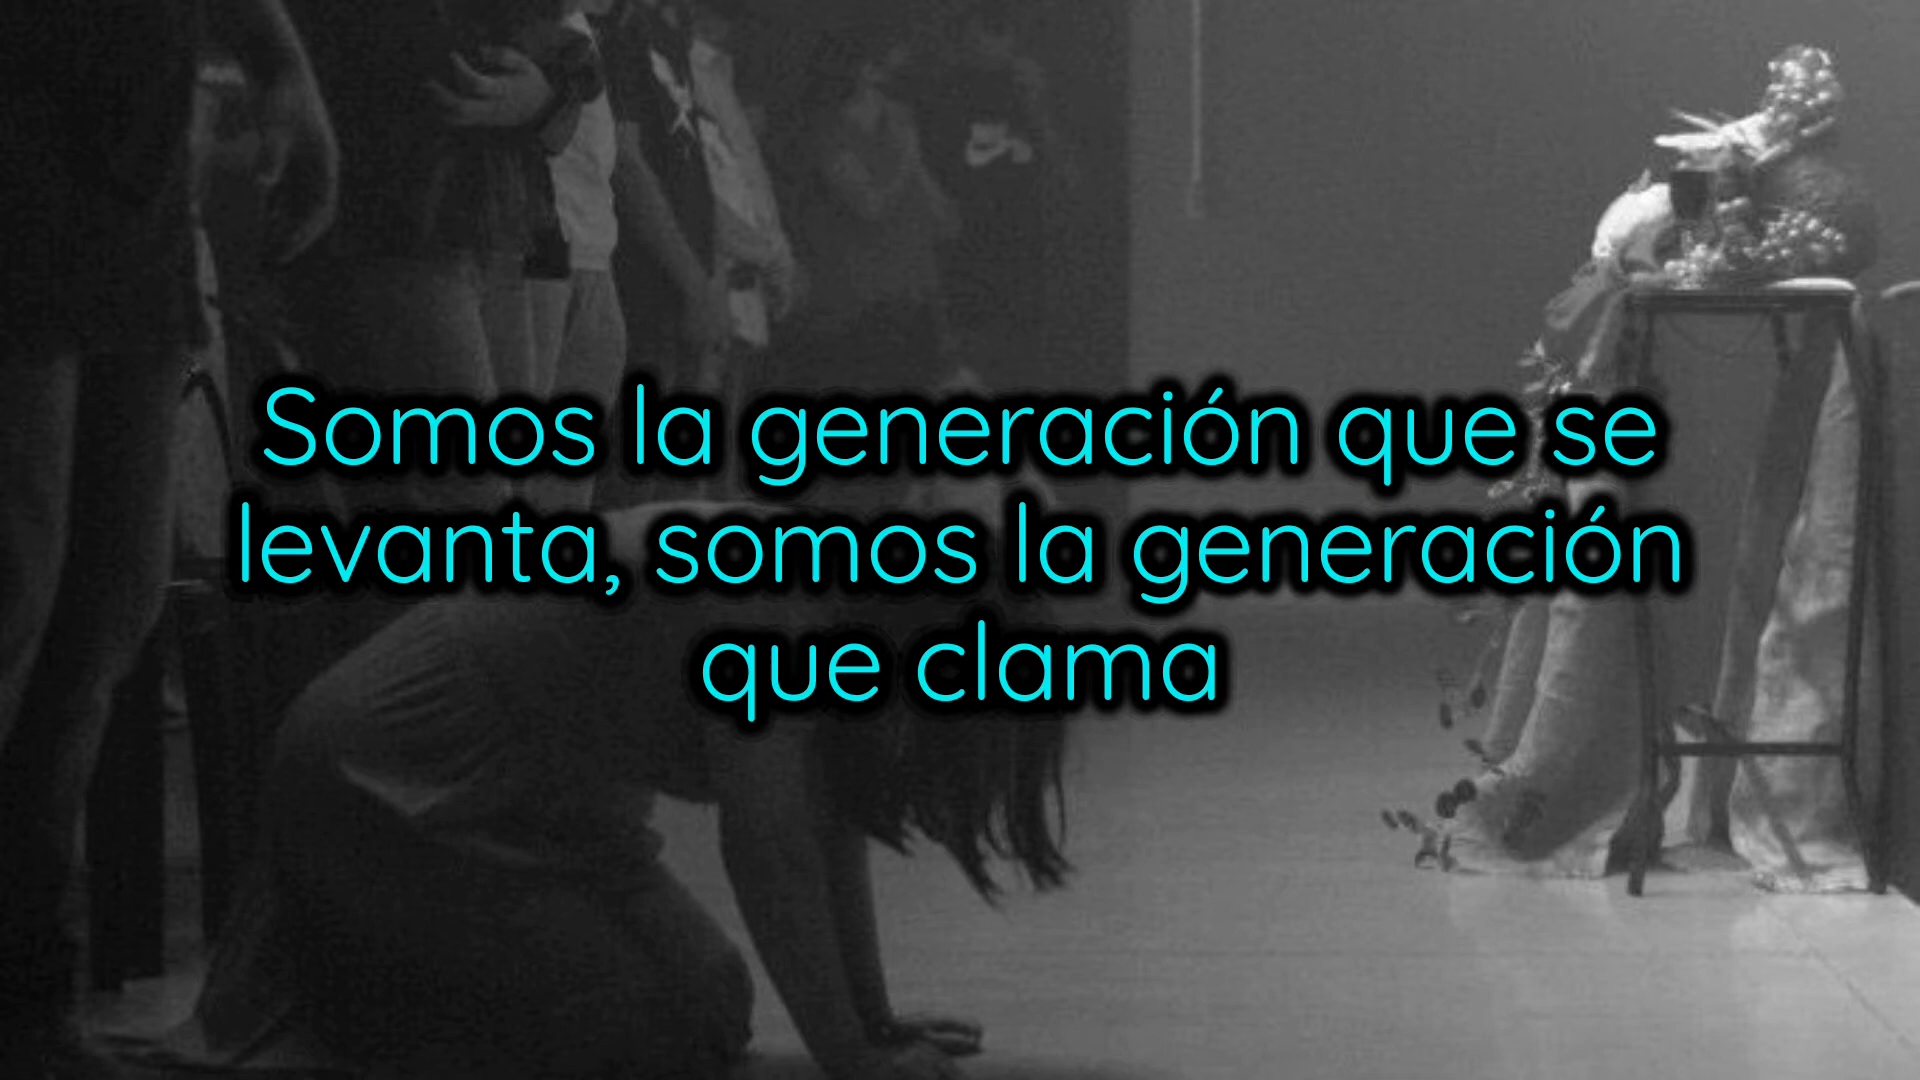 Somos la generación que se
levanta, somos la generación
que clama